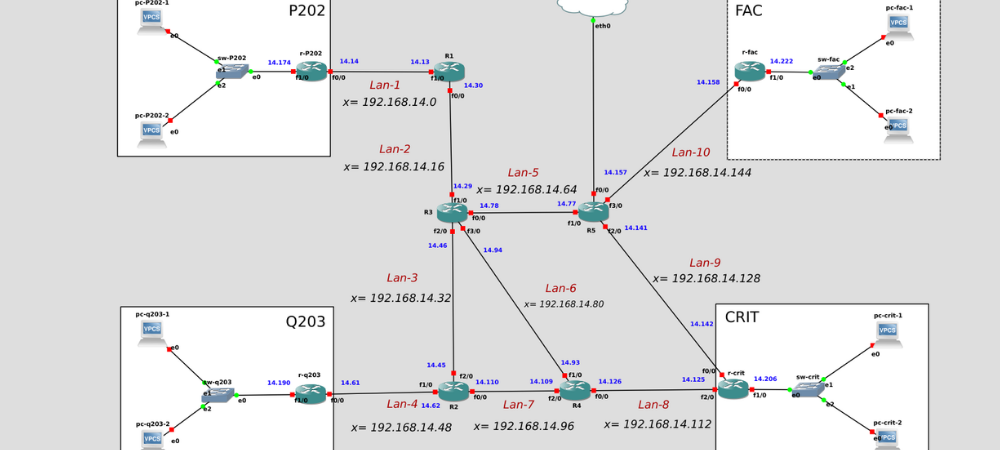 P202
pc-P202-1
VPCS
e0
sw-P202
e1
e2
e0
14.174
r-P202
f1/0
f0/0
14.14
pc-P202-2
VPCS
e0
Lan-1
x= 192.168.14.0
14.13
R1
f1/0
14.30
f0/0
Lan-2
x= 192.168.14.16
eth0
FAC
pc-fac-1
VPCS
e0
r-fac
14.222
14.158
f0/0
f1/0
sw-fac
e0
e2
e1
pc-fac-2
VPCS
e0
Lan-10
x= 192.168.14.144
Lan-5
x= 192.168.14.64
14.29
f1/0
R3
14.78
f0/0
f2/0
f3/0
14.46
14.94
14.157
f0/0
14.77
f3/0
f1/0
R5
f2/0
14.141
Lan-3
x= 192.168.14.32
Lan-6
x= 192.168.14.80
Lan-9
x= 192.168.14.128
Q203
pc-q203-1
VPCS
e0
sw-q203
e1
e2
e0
14.190
r-q203
f1/0
f0/0
14.61
pc-q203-2
VPCS
e0
14.45
f2/0
f1/0
R2
14.62
14.110
f0/0
Lan-4
x= 192.168.14.48
Lan-7
x= 192.168.14.96
14.93
f1/0
14.109
f2/0
R4
14.126
f0/0
Lan-8
x= 192.168.14.112
CRIT
14.142
f0/0
14.125
f2/0
r-crit
14.206
f1/0
sw-crit
e0
e1
e2
pc-crit-1
VPCS
e0
pc-crit-2
VPCS
e0